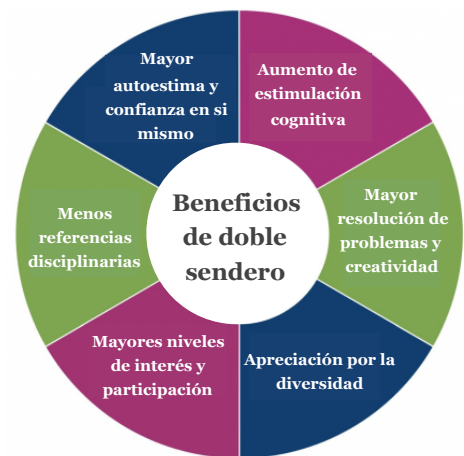 Beneficios
de doble
sendero
Aumento de
estimulación
cognitiva
Mayor
resolución de
problemas y
creatividad
Apreciación por la
diversidad
Mayores niveles
de interés y
participación
Menos
referencias
disciplinarias
Mayor
autoestima y
confianza en si
mismo